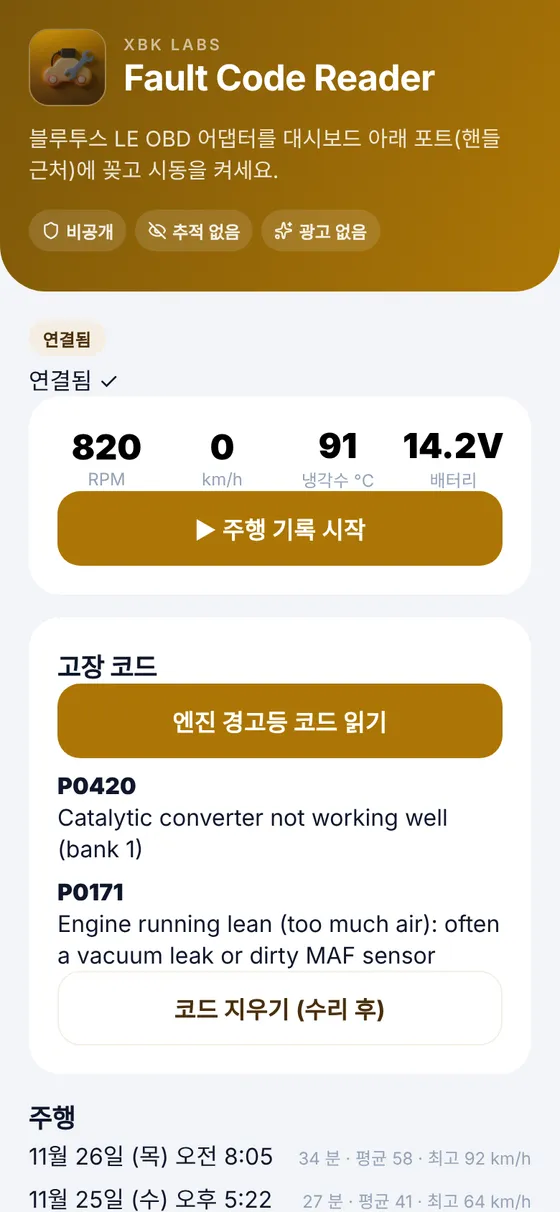 XBK LABS
Fault Code Reader
블루투스 LE OBD 어댑터를 대시보드 아래 포트(핸들
근처)에 꽂고 시동을 켜세요.
비공개
추적 없음
광고 없음
연결됨
연결됨 ✓
820
RPM
0
km/h
91
냉각수 °C
14.2V
배터리
▶ 주행 기록 시작
고장 코드
엔진 경고등 코드 읽기
P0420
Catalytic converter not working well
(bank 1)
P0171
Engine running lean (too much air): often
a vacuum leak or dirty MAF sensor
코드 지우기 (수리 후)
주행
11월 26일 (목) 오전 8:05 34 분 · 평균 58 · 최고 92 km/h
11월 25일 (수) 오후 5:22 27 분 · 평균 41 · 최고 64 km/h